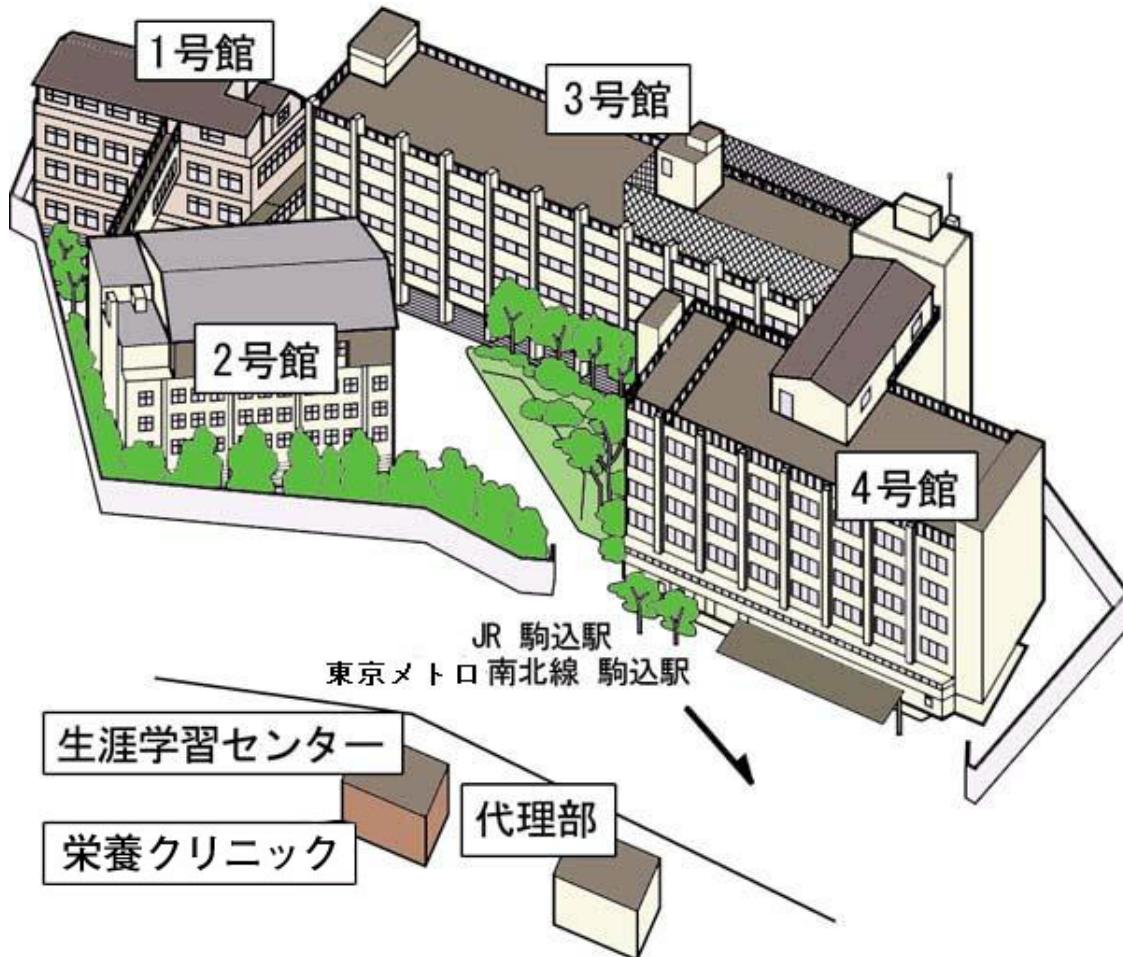 1号館
3号館
2号館
4号館
JR 駒込駅
東京メトロ 南北線 駒込駅
生涯学習センター
代理部
栄養クリニック